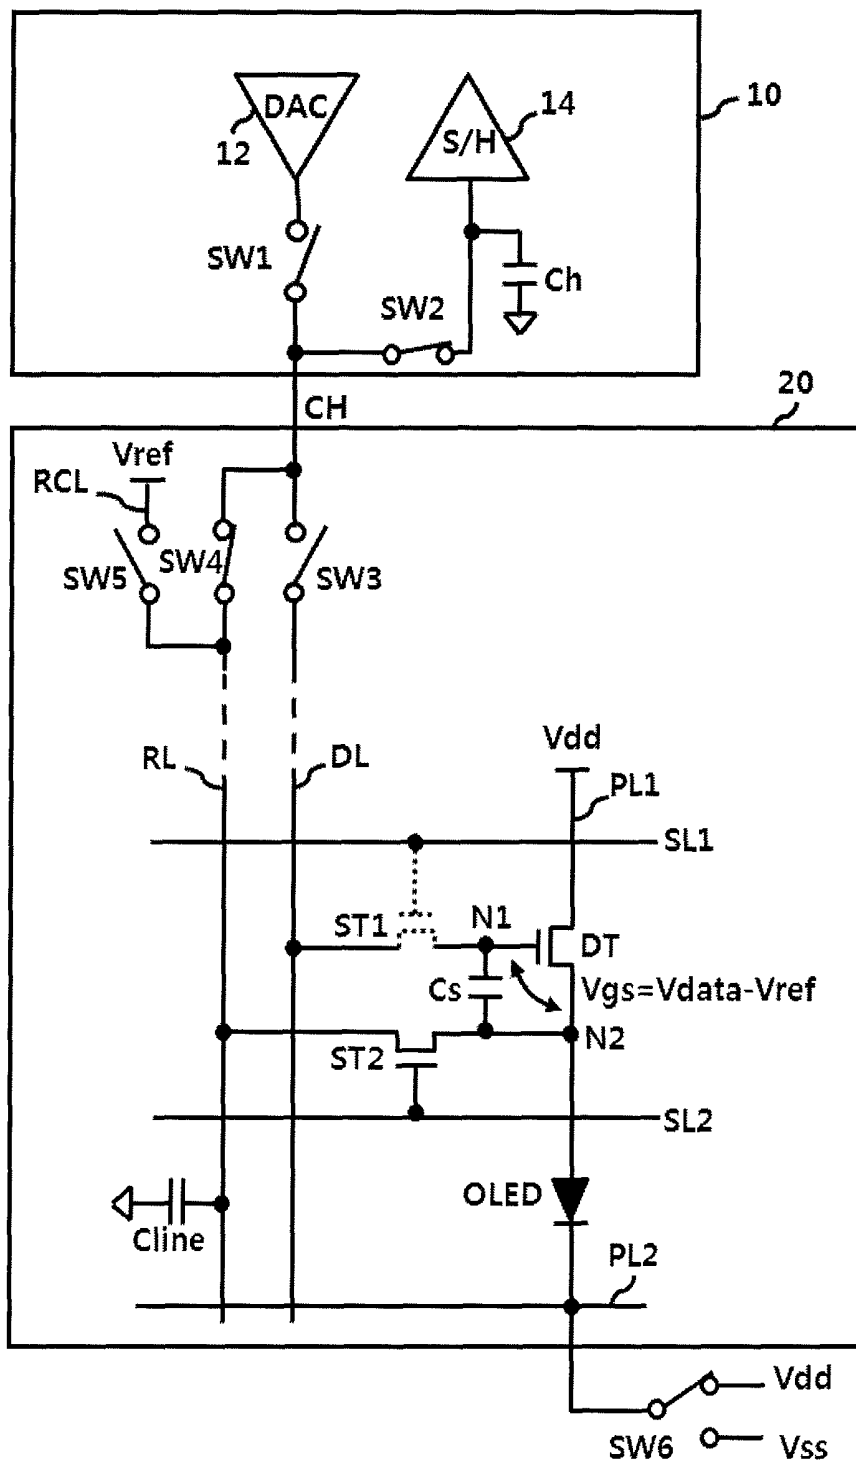 DAC
12
S/H
14
10
SW1
Ch
SW2
CH
20
Vref
RCL
SW5
SW4
SW3
RL
DL
Vdd
PL1
SL1
ST1
N1
DT
Cs
Vgs=Vdata-Vref
ST2
N2
SL2
OLED
Cline
PL2
Vdd
SW6
Vss